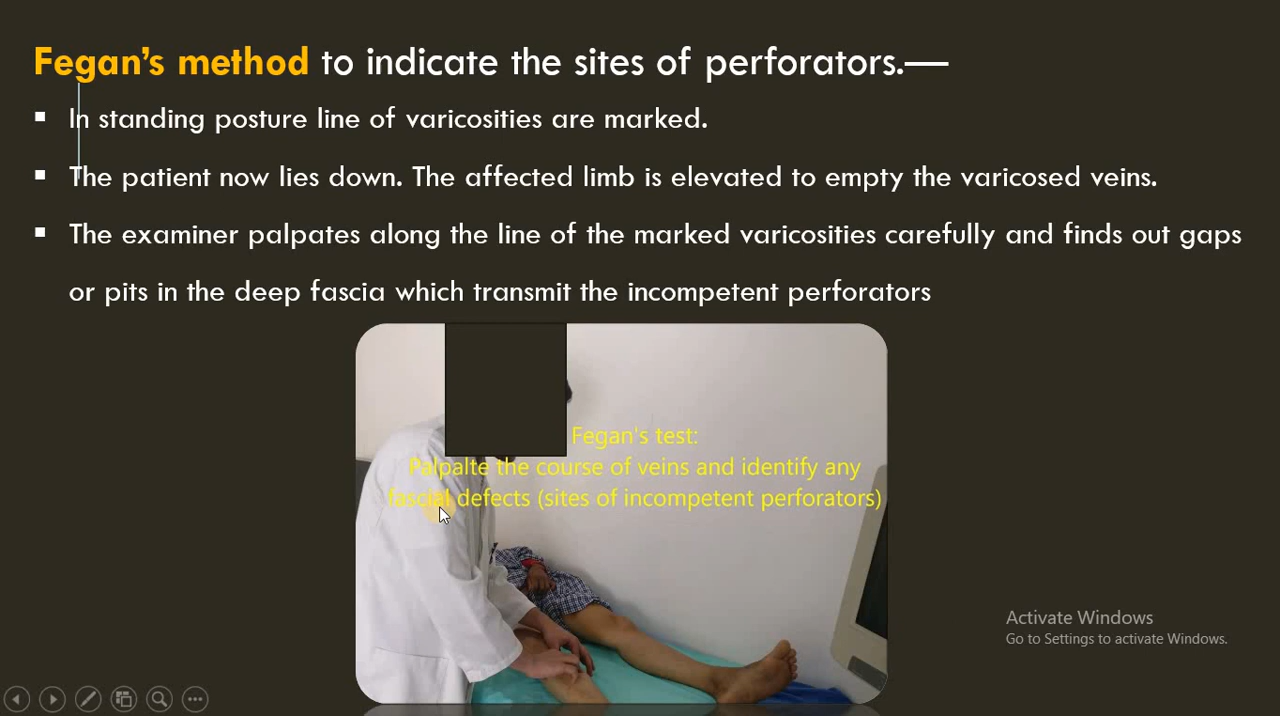 Fegan's method to indicate the sites of perforators.—
▪ In standing posture line of varicosities are marked.
▪ The patient now lies down. The affected limb is elevated to empty the varicosed veins.
▪ The examiner palpates along the line of the marked varicosities carefully and finds out gaps
or pits in the deep fascia which transmit the incompetent perforators
Fegan's test:
Palpalte the course of veins and identify any
fascial defects (sites of incompetent perforators)
Activate Windows
Go to Settings to activate Windows.